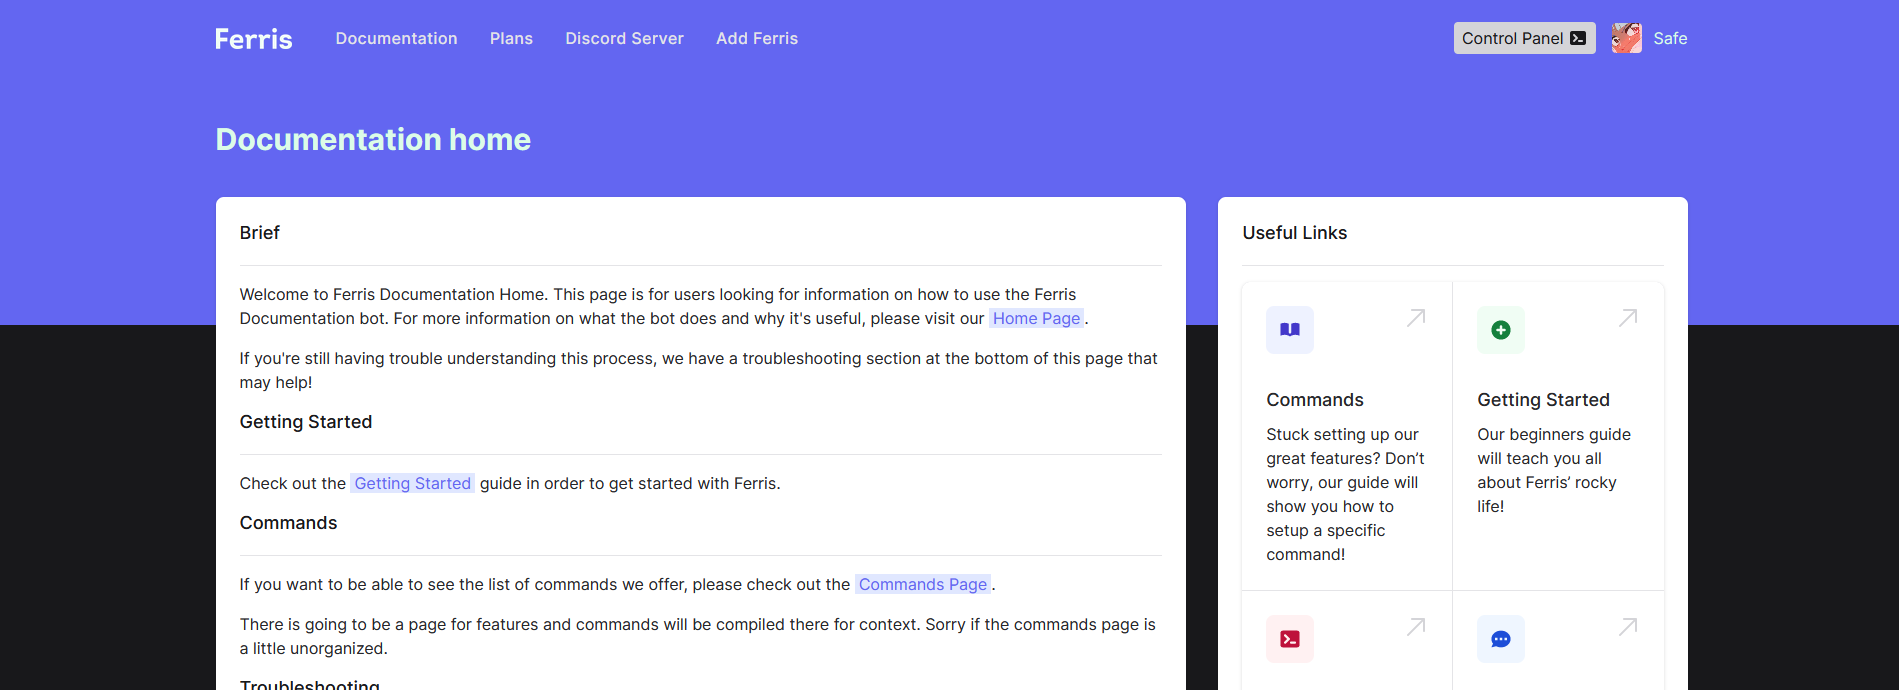 Ferris
Documentation
Plans
Discord Server
Add Ferris
Control Panel
Safe
Documentation home
Brief
Welcome to Ferris Documentation Home. This page is for users looking for information on how to use the Ferris
Documentation bot. For more information on what the bot does and why it's useful, please visit our Home Page.
If you're still having trouble understanding this process, we have a troubleshooting section at the bottom of this page that
may help!
Getting Started
Check out the Getting Started guide in order to get started with Ferris.
Commands
If you want to be able to see the list of commands we offer, please check out the Commands Page.
There is going to be a page for features and commands will be compiled there for context. Sorry if the commands page is
a little unorganized.
Troubleshooting
Useful Links
Commands
Stuck setting up our
great features? Don’t
worry, our guide will
show you how to
setup a specific
command!
Getting Started
Our beginners guide
will teach you all
about Ferris’ rocky
life!